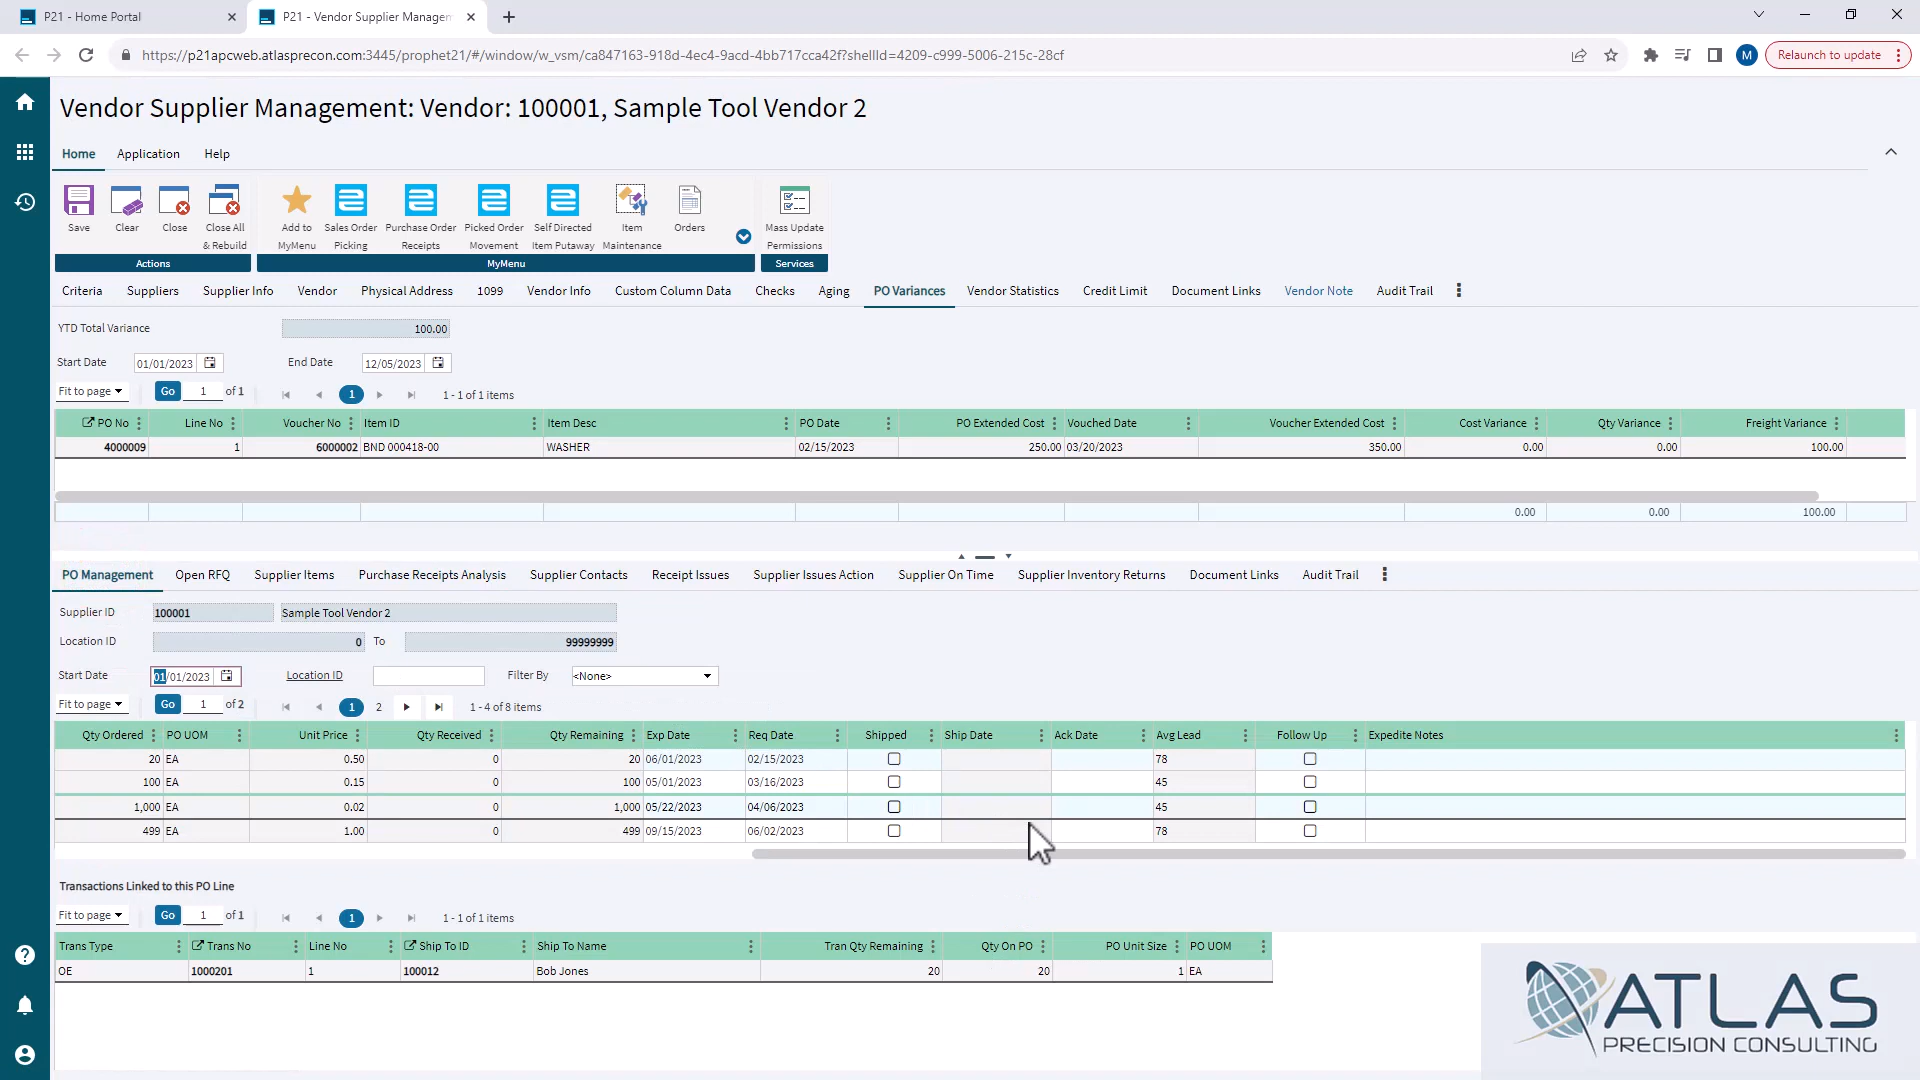 P21 - Home Portal
P21 - Vendor Supplier Managem
https://p21apcweb.atlasprecon.com:3445/prophet21/#/window/w_vsm/ca847163-918d-4ec4-9acd-4bb717cca42f?shellId=4209-c999-5006-215c-28cf
M
Relaunch to update
Vendor Supplier Management: Vendor: 100001, Sample Tool Vendor 2
Home Application Help
Save Clear Close Close All & Rebuild
Add to MyMenu Sales Order Picking Purchase Order Receipts Picked Order Movement Self Directed Item Putaway Item Maintenance Orders
Mass Update Permissions
Actions MyMenu Services
Criteria Suppliers Supplier Info Vendor Physical Address 1099 Vendor Info Custom Column Data Checks Aging PO Variances Vendor Statistics Credit Limit Document Links Vendor Note Audit Trail
YTD Total Variance 100.00
Start Date 01/01/2023 End Date 12/05/2023
Fit to page Go 1 of 1 1 1 - 1 of 1 items
PO No Line No Voucher No Item ID Item Desc PO Date PO Extended Cost Vouched Date Voucher Extended Cost Cost Variance Qty Variance Freight Variance
4000009 1 6000002 BND 000418-00 WASHER 02/15/2023 250.00 03/20/2023 350.00 0.00 0.00 100.00
0.00 0.00 100.00
PO Management Open RFQ Supplier Items Purchase Receipts Analysis Supplier Contacts Receipt Issues Supplier Issues Action Supplier On Time Supplier Inventory Returns Document Links Audit Trail
Supplier ID 100001 Sample Tool Vendor 2
Location ID 0 To 99999999
Start Date 01/01/2023 Location ID Filter By <None>
Fit to page Go 1 of 2 1 2 1 - 4 of 8 items
Qty Ordered PO UOM Unit Price Qty Received Qty Remaining Exp Date Req Date Shipped Ship Date Ack Date Avg Lead Follow Up Expedite Notes
20 EA 0.50 0 20 06/01/2023 02/15/2023 78
100 EA 0.15 0 100 05/01/2023 03/16/2023 45
1,000 EA 0.02 0 1,000 05/22/2023 04/06/2023 45
499 EA 1.00 0 499 09/15/2023 06/02/2023 78
Transactions Linked to this PO Line
Fit to page Go 1 of 1 1 1 - 1 of 1 items
Trans Type Trans No Line No Ship To ID Ship To Name Tran Qty Remaining Qty On PO PO Unit Size PO UOM
OE 1000201 1 100012 Bob Jones 20 20 1 EA
ATLAS
PRECISION CONSULTING